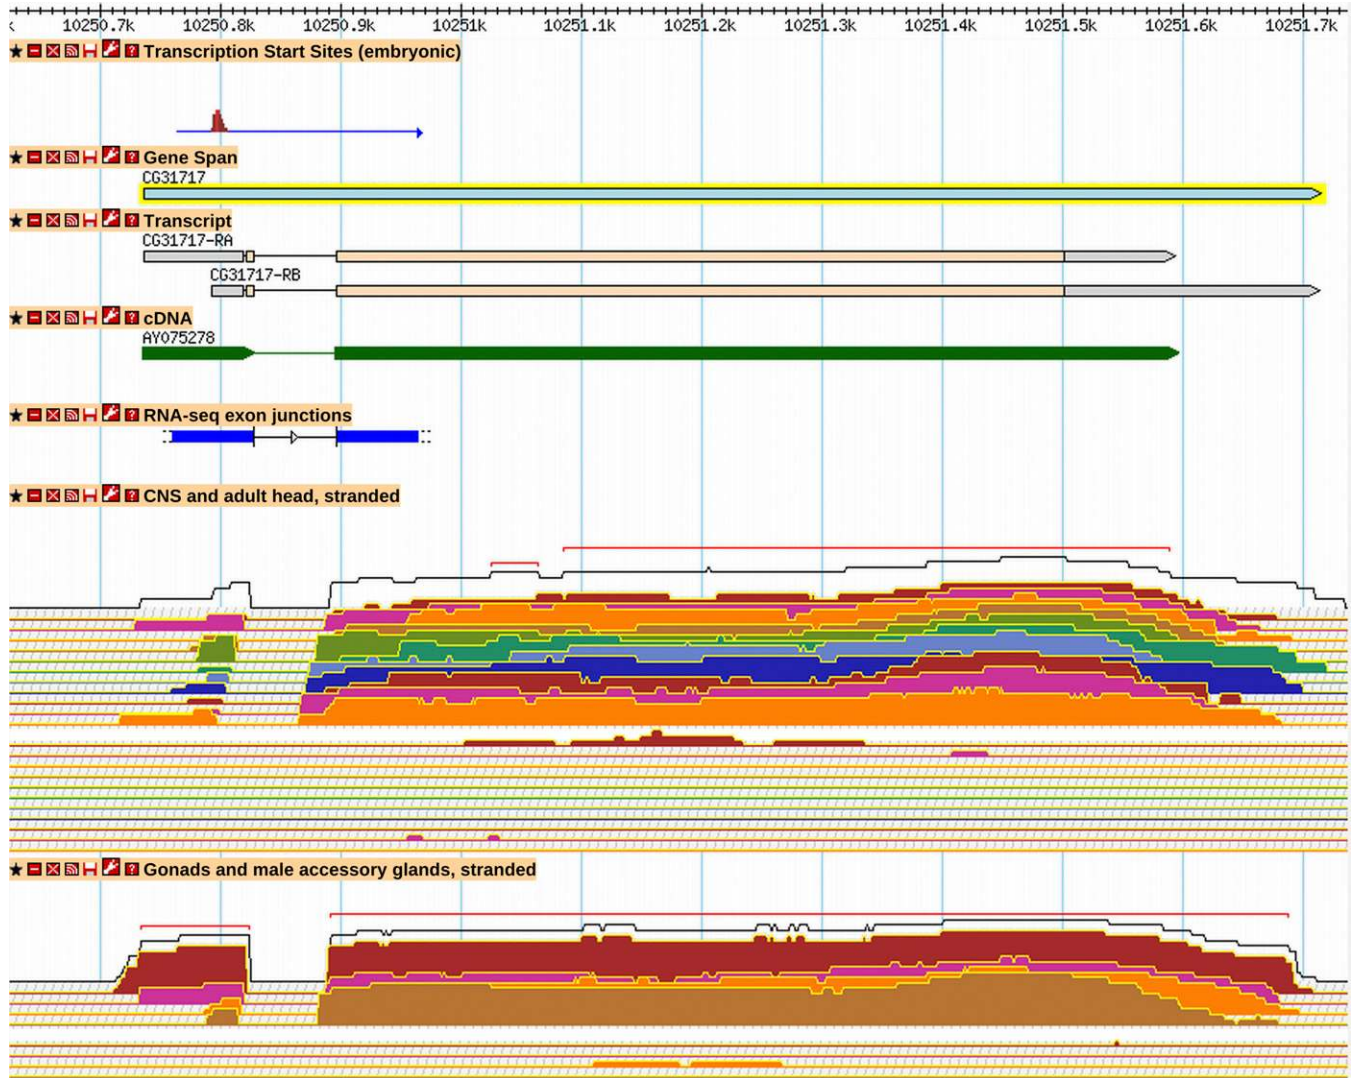 k 10250.7k 10250.8k 10250.9k 10251k 10251.1k 10251.2k 10251.3k 10251.4k 10251.5k 10251.6k 10251.7k
Transcription Start Sites (embryonic)
Gene Span
CG31717
Transcript
CG31717-RA
CG31717-RB
cDNA
AY075278
RNA-seq exon junctions
CNS and adult head, stranded
Gonads and male accessory glands, stranded